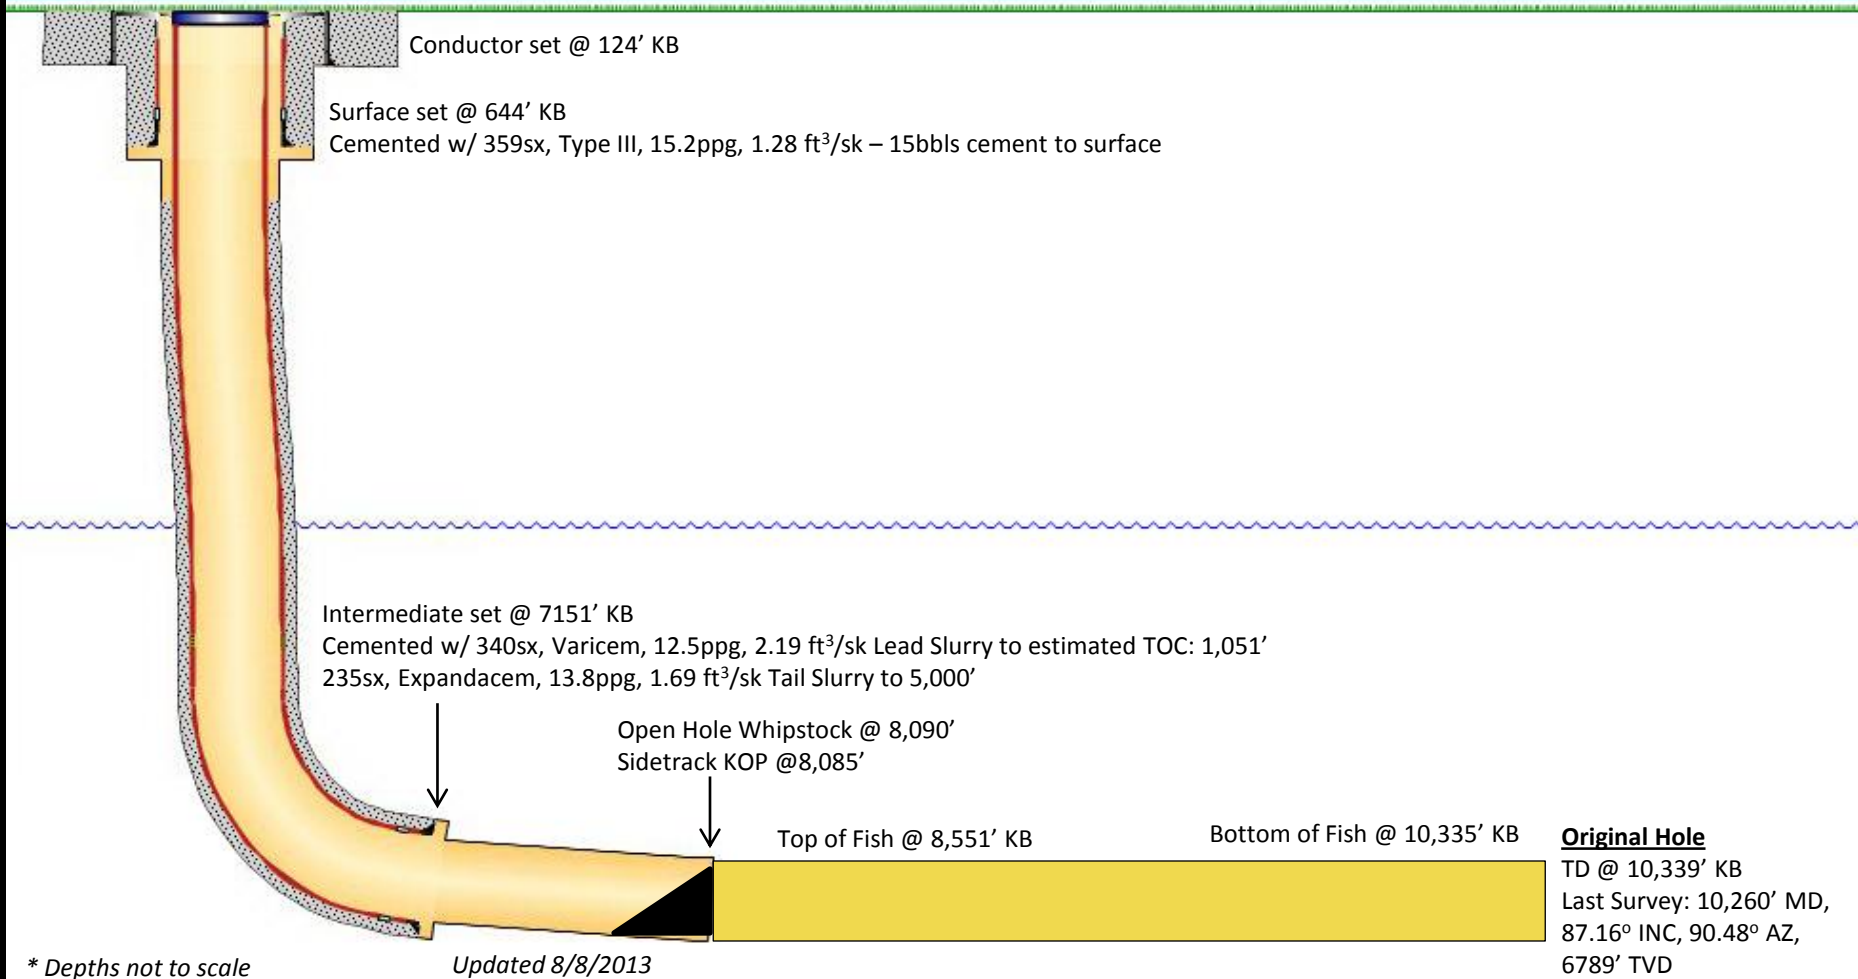 Conductor set @ 124’ KB
Surface set @ 644’ KB
Cemented w/ 359sx, Type III, 15.2ppg, 1.28 ft³/sk – 15bbls cement to surface
Intermediate set @ 7151’ KB
Cemented w/ 340sx, Varicem, 12.5ppg, 2.19 ft³/sk Lead Slurry to estimated TOC: 1,051’
235sx, Expandacem, 13.8ppg, 1.69 ft³/sk Tail Slurry to 5,000’
Open Hole Whipstock @ 8,090’
Sidetrack KOP @8,085’
Top of Fish @ 8,551’ KB
Bottom of Fish @ 10,335’ KB
Original Hole
TD @ 10,339’ KB
Last Survey: 10,260’ MD,
87.16° INC, 90.48° AZ,
6789’ TVD
* Depths not to scale
Updated 8/8/2013